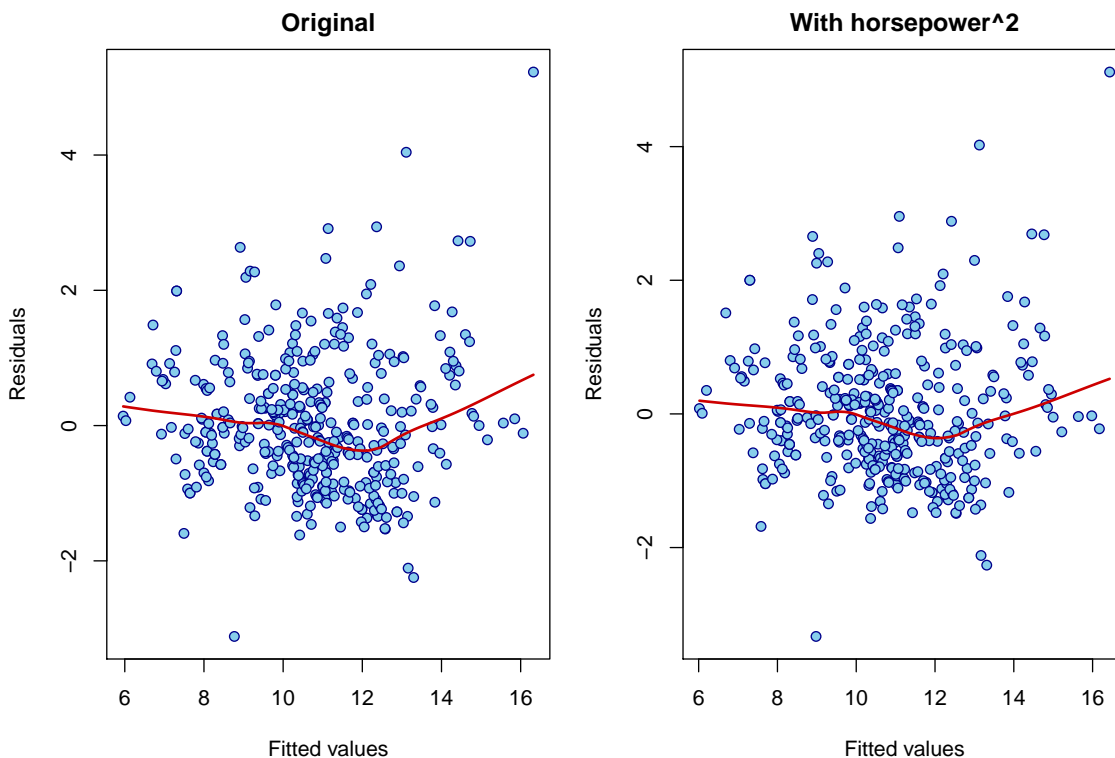 Original
Residuals
4
2
0
−2
6 8 10 12 14 16
Fitted values
With horsepower^2
Residuals
4
2
0
−2
6 8 10 12 14 16
Fitted values